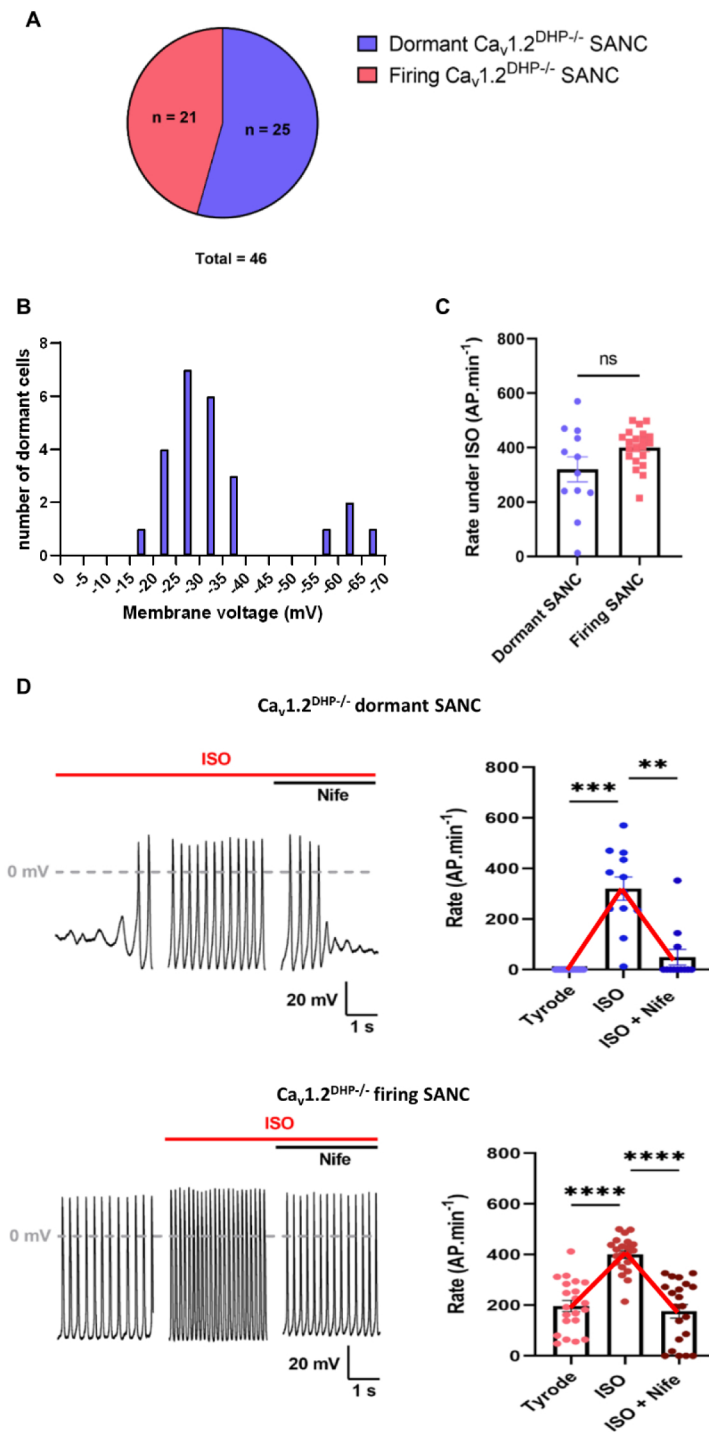 A
Dormant Caᵥ1.2ᴰᴴᴾ⁻/⁻ SANC
Firing Caᵥ1.2ᴰᴴᴾ⁻/⁻ SANC
n = 21
n = 25
Total = 46
B
number of dormant cells
8
6
4
2
0
0 -5 -10 -15 -20 -25 -30 -35 -40 -45 -50 -55 -60 -65 -70
Membrane voltage (mV)
C
Rate under ISO (AP.min⁻¹)
800
600
400
200
0
ns
Dormant SANC
Firing SANC
D
Caᵥ1.2ᴰᴴᴾ⁻/⁻ dormant SANC
ISO
Nife
0 mV
20 mV
1 s
Rate (AP.min⁻¹)
800
600
400
200
0
*** **
Tyrode
ISO
ISO + Nife
Caᵥ1.2ᴰᴴᴾ⁻/⁻ firing SANC
ISO
Nife
0 mV
20 mV
1 s
Rate (AP.min⁻¹)
800
600
400
200
0
**** ****
Tyrode
ISO
ISO + Nife